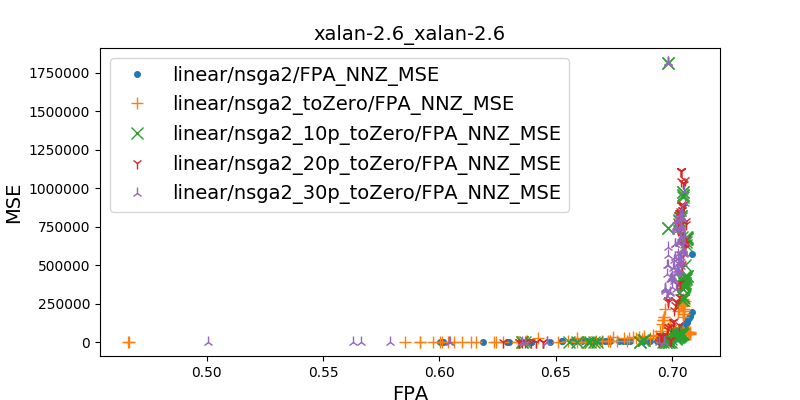 xalan-2.6_xalan-2.6
linear/nsga2/FPA_NNZ_MSE
linear/nsga2_toZero/FPA_NNZ_MSE
linear/nsga2_10p_toZero/FPA_NNZ_MSE
linear/nsga2_20p_toZero/FPA_NNZ_MSE
linear/nsga2_30p_toZero/FPA_NNZ_MSE
MSE
1750000
1500000
1250000
1000000
750000
500000
250000
0
0.50 0.55 0.60 0.65 0.70
FPA